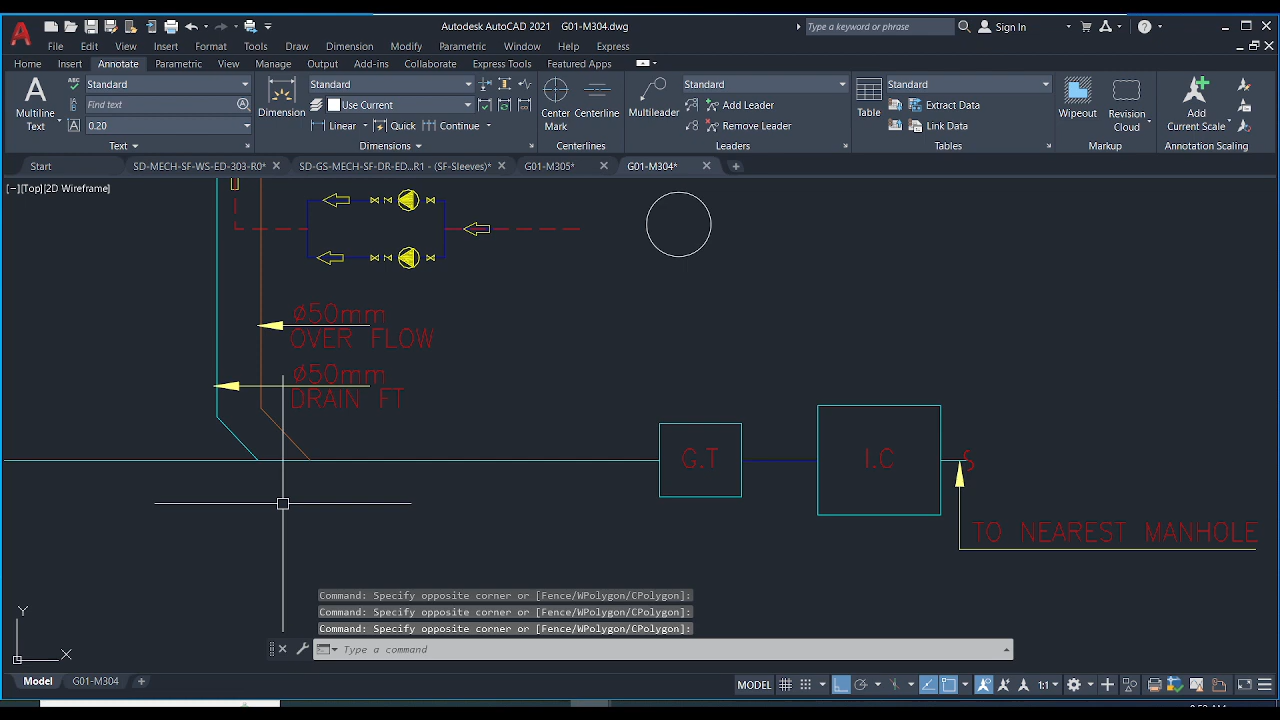 Autodesk AutoCAD 2021 G01-M304.dwg
Type a keyword or phrase
Sign In
File Edit View Insert Format Tools Draw Dimension Modify Parametric Window Help Express
Home Insert Annotate Parametric View Manage Output Add-ins Collaborate Express Tools Featured Apps
Multiline Text
Standard
Find text
0.20
Text
Dimension
Standard
Use Current
Linear Quick Continue
Dimensions
Center Mark Centerline
Centerlines
Multileader
Standard
Add Leader
Remove Leader
Leaders
Table
Standard
Extract Data
Link Data
Tables
Wipeout
Revision Cloud
Markup
Add Current Scale
Annotation Scaling
Start SD-MECH-SF-WS-ED-303-R0* SD-GS-MECH-SF-DR-ED...R1 - (SF-Sleeves)* G01-M305* G01-M304*
[−][Top][2D Wireframe]
Ø50mm
OVER FLOW
Ø50mm
DRAIN FT
G.T
I.C
TO NEAREST MANHOLE
Y
X
Command: Specify opposite corner or [Fence/WPolygon/CPolygon]:
Command: Specify opposite corner or [Fence/WPolygon/CPolygon]:
Command: Specify opposite corner or [Fence/WPolygon/CPolygon]:
Type a command
Model G01-M304
MODEL
1:1